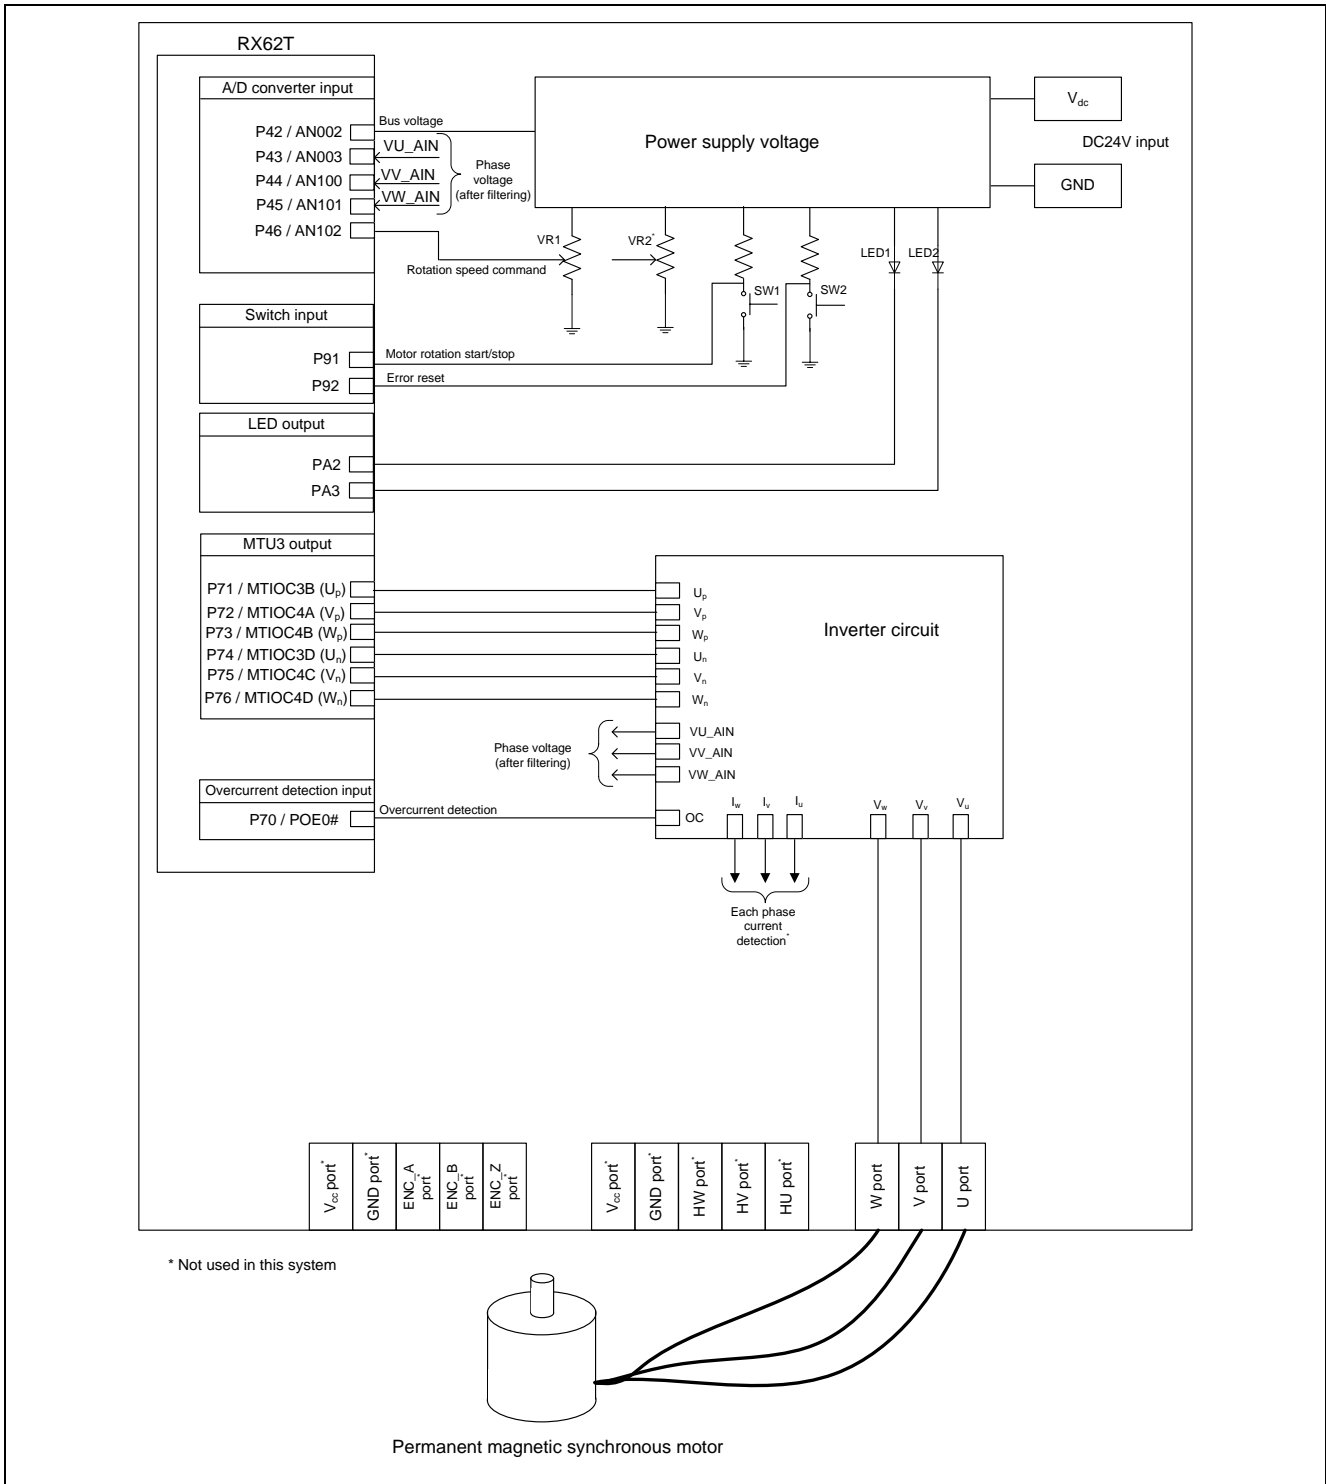 RX62T
A/D converter input
P42 / AN002
P43 / AN003
P44 / AN100
P45 / AN101
P46 / AN102
Bus voltage
VU_AIN
VV_AIN
VW_AIN
Phase
voltage
(after filtering)
Rotation speed command
Power supply voltage
Vdc
DC24V input
GND
VR1
VR2*
SW1
SW2
LED1
LED2
Switch input
P91
P92
Motor rotation start/stop
Error reset
LED output
PA2
PA3
MTU3 output
P71 / MTIOC3B (Up)
P72 / MTIOC4A (Vp)
P73 / MTIOC4B (Wp)
P74 / MTIOC3D (Un)
P75 / MTIOC4C (Vn)
P76 / MTIOC4D (Wn)
Inverter circuit
Up
Vp
Wp
Un
Vn
Wn
VU_AIN
VV_AIN
VW_AIN
Phase voltage
(after filtering)
Overcurrent detection input
P70 / POE0#
Overcurrent detection
OC
Iw
Iv
Iu
Vw
Vv
Vu
Each phase
current
detection*
Vcc port*
GND port*
ENC_A
port*
ENC_B
port*
ENC_Z
port*
Vcc port*
GND port*
HW port*
HV port*
HU port*
W port
V port
U port
* Not used in this system
Permanent magnetic synchronous motor